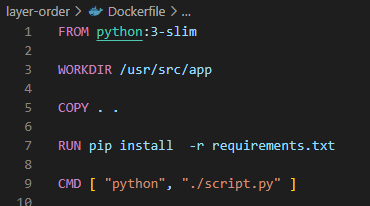 layer-order > Dockerfile > ...
1 FROM python:3-slim
2
3 WORKDIR /usr/src/app
4
5 COPY . .
6
7 RUN pip install  -r requirements.txt
8
9 CMD [ "python", "./script.py" ]
10